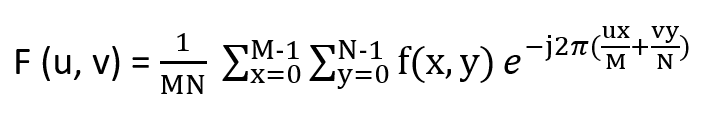 F (u, v) = 1/MN ∑_{x=0}^{M-1} ∑_{y=0}^{N-1} f(x, y) e^{-j2π(ux/M+vy/N)}